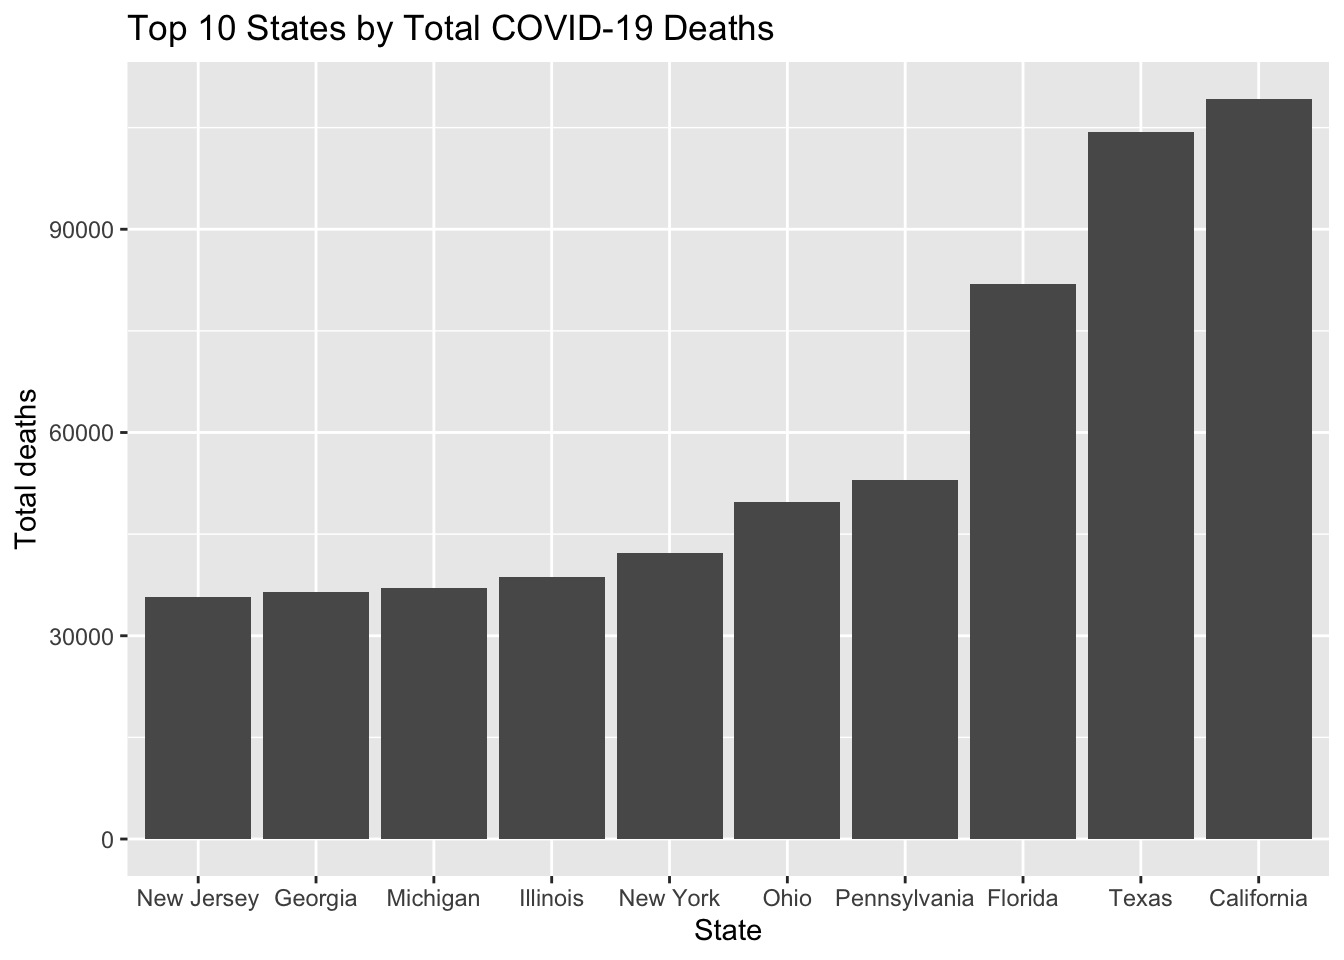 Top 10 States by Total COVID-19 Deaths
Total deaths
90000
60000
30000
0
New Jersey Georgia Michigan Illinois New York Ohio Pennsylvania Florida Texas California
State